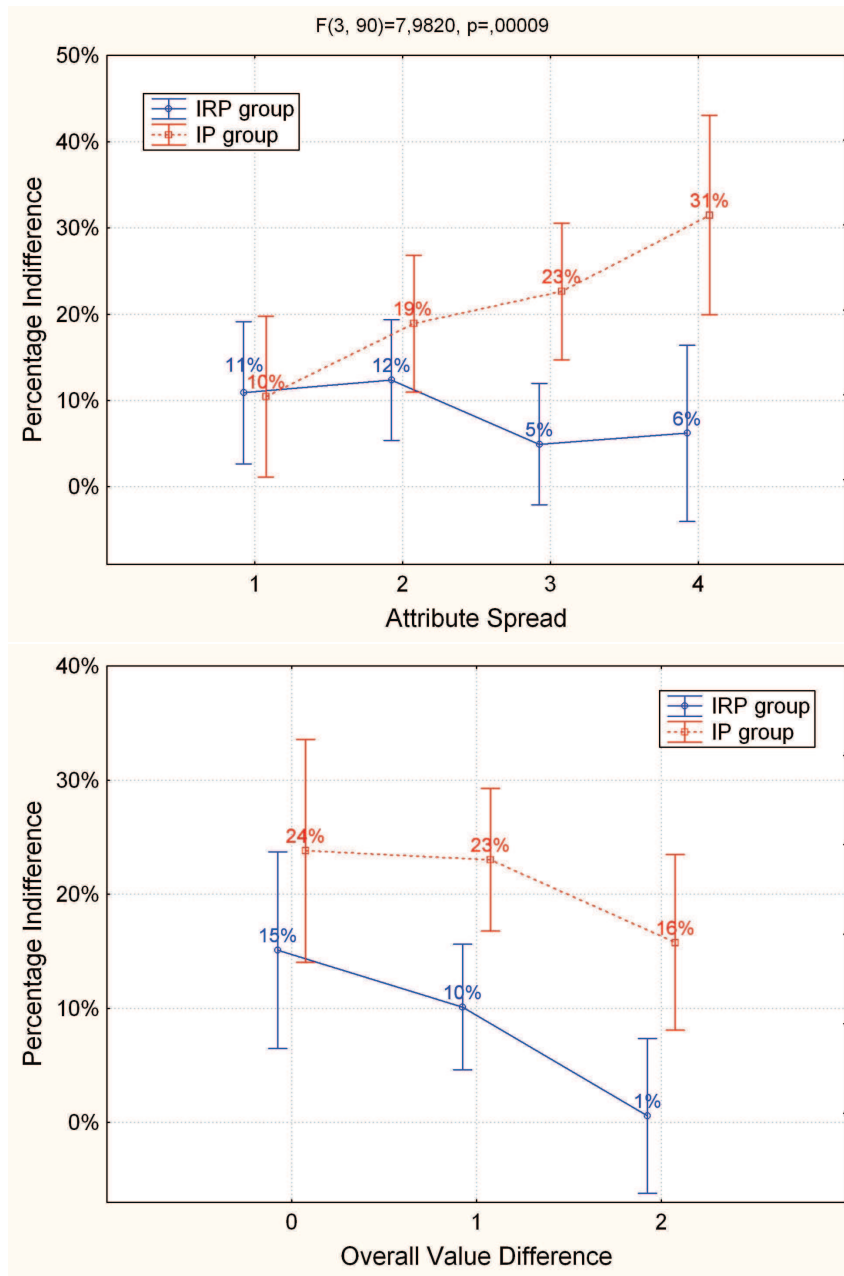 F(3, 90)=7,9820, p=,00009
50%
40%
30%
20%
10%
0%
Percentage Indifference
IRP group
IP group
11%
10%
12%
19%
5%
23%
6%
31%
1 2 3 4
Attribute Spread
40%
30%
20%
10%
0%
Percentage Indifference
IRP group
IP group
24%
23%
16%
15%
10%
1%
0 1 2
Overall Value Difference